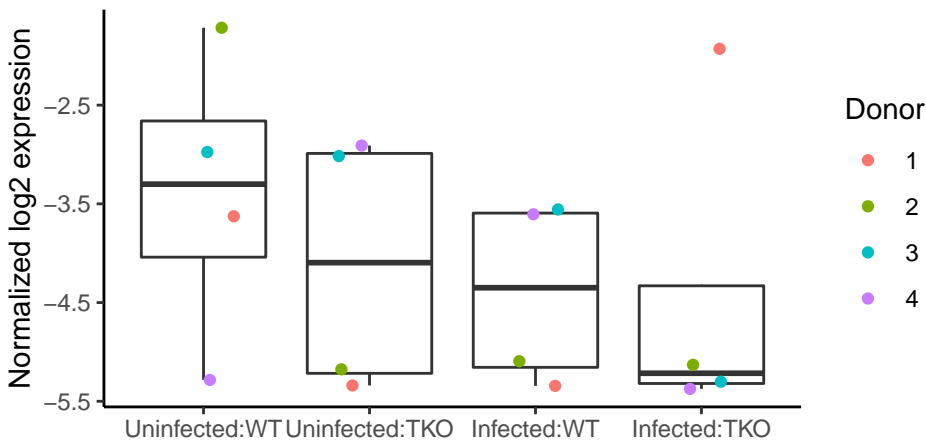 Normalized log2 expression
−2.5
−3.5
−4.5
−5.5
Uninfected:WT Uninfected:TKO Infected:WT Infected:TKO
Donor
1
2
3
4